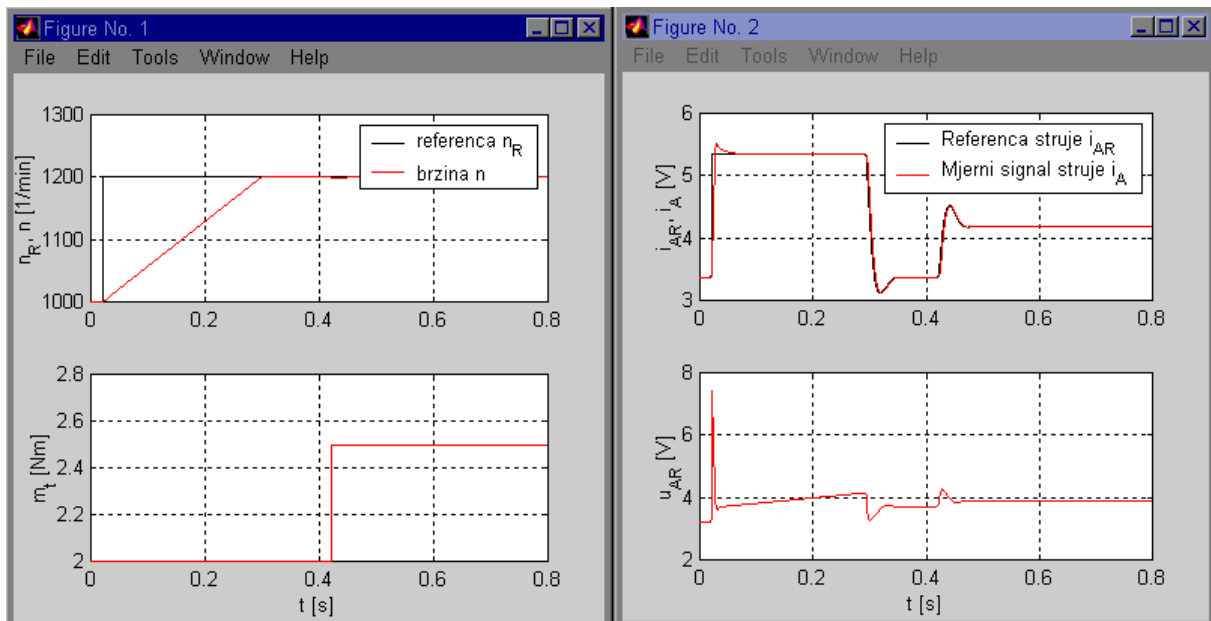 Figure No. 1
File Edit Tools Window Help
1300
1200
1100
1000
n_R, n [1/min]
referenca n_R
brzina n
0 0.2 0.4 0.6 0.8
2.8
2.6
2.4
2.2
2
m_t [Nm]
0 0.2 0.4 0.6 0.8
t [s]
Figure No. 2
File Edit Tools Window Help
6
5
4
3
i_AR, i_A [V]
Referenca struje i_AR
Mjerni signal struje i_A
0 0.2 0.4 0.6 0.8
8
6
4
2
u_AR [V]
0 0.2 0.4 0.6 0.8
t [s]